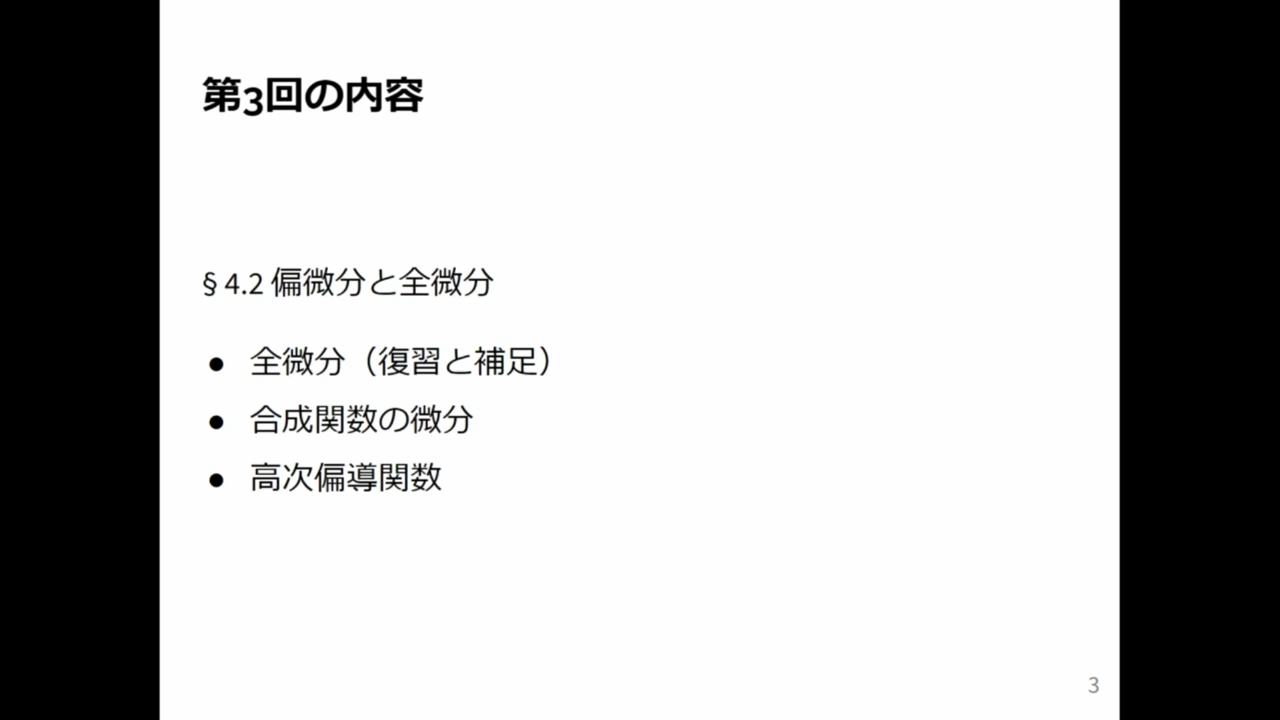 第3回の内容
§ 4.2 偏微分と全微分
● 全微分（復習と補足）
● 合成関数の微分
● 高次偏導関数
3